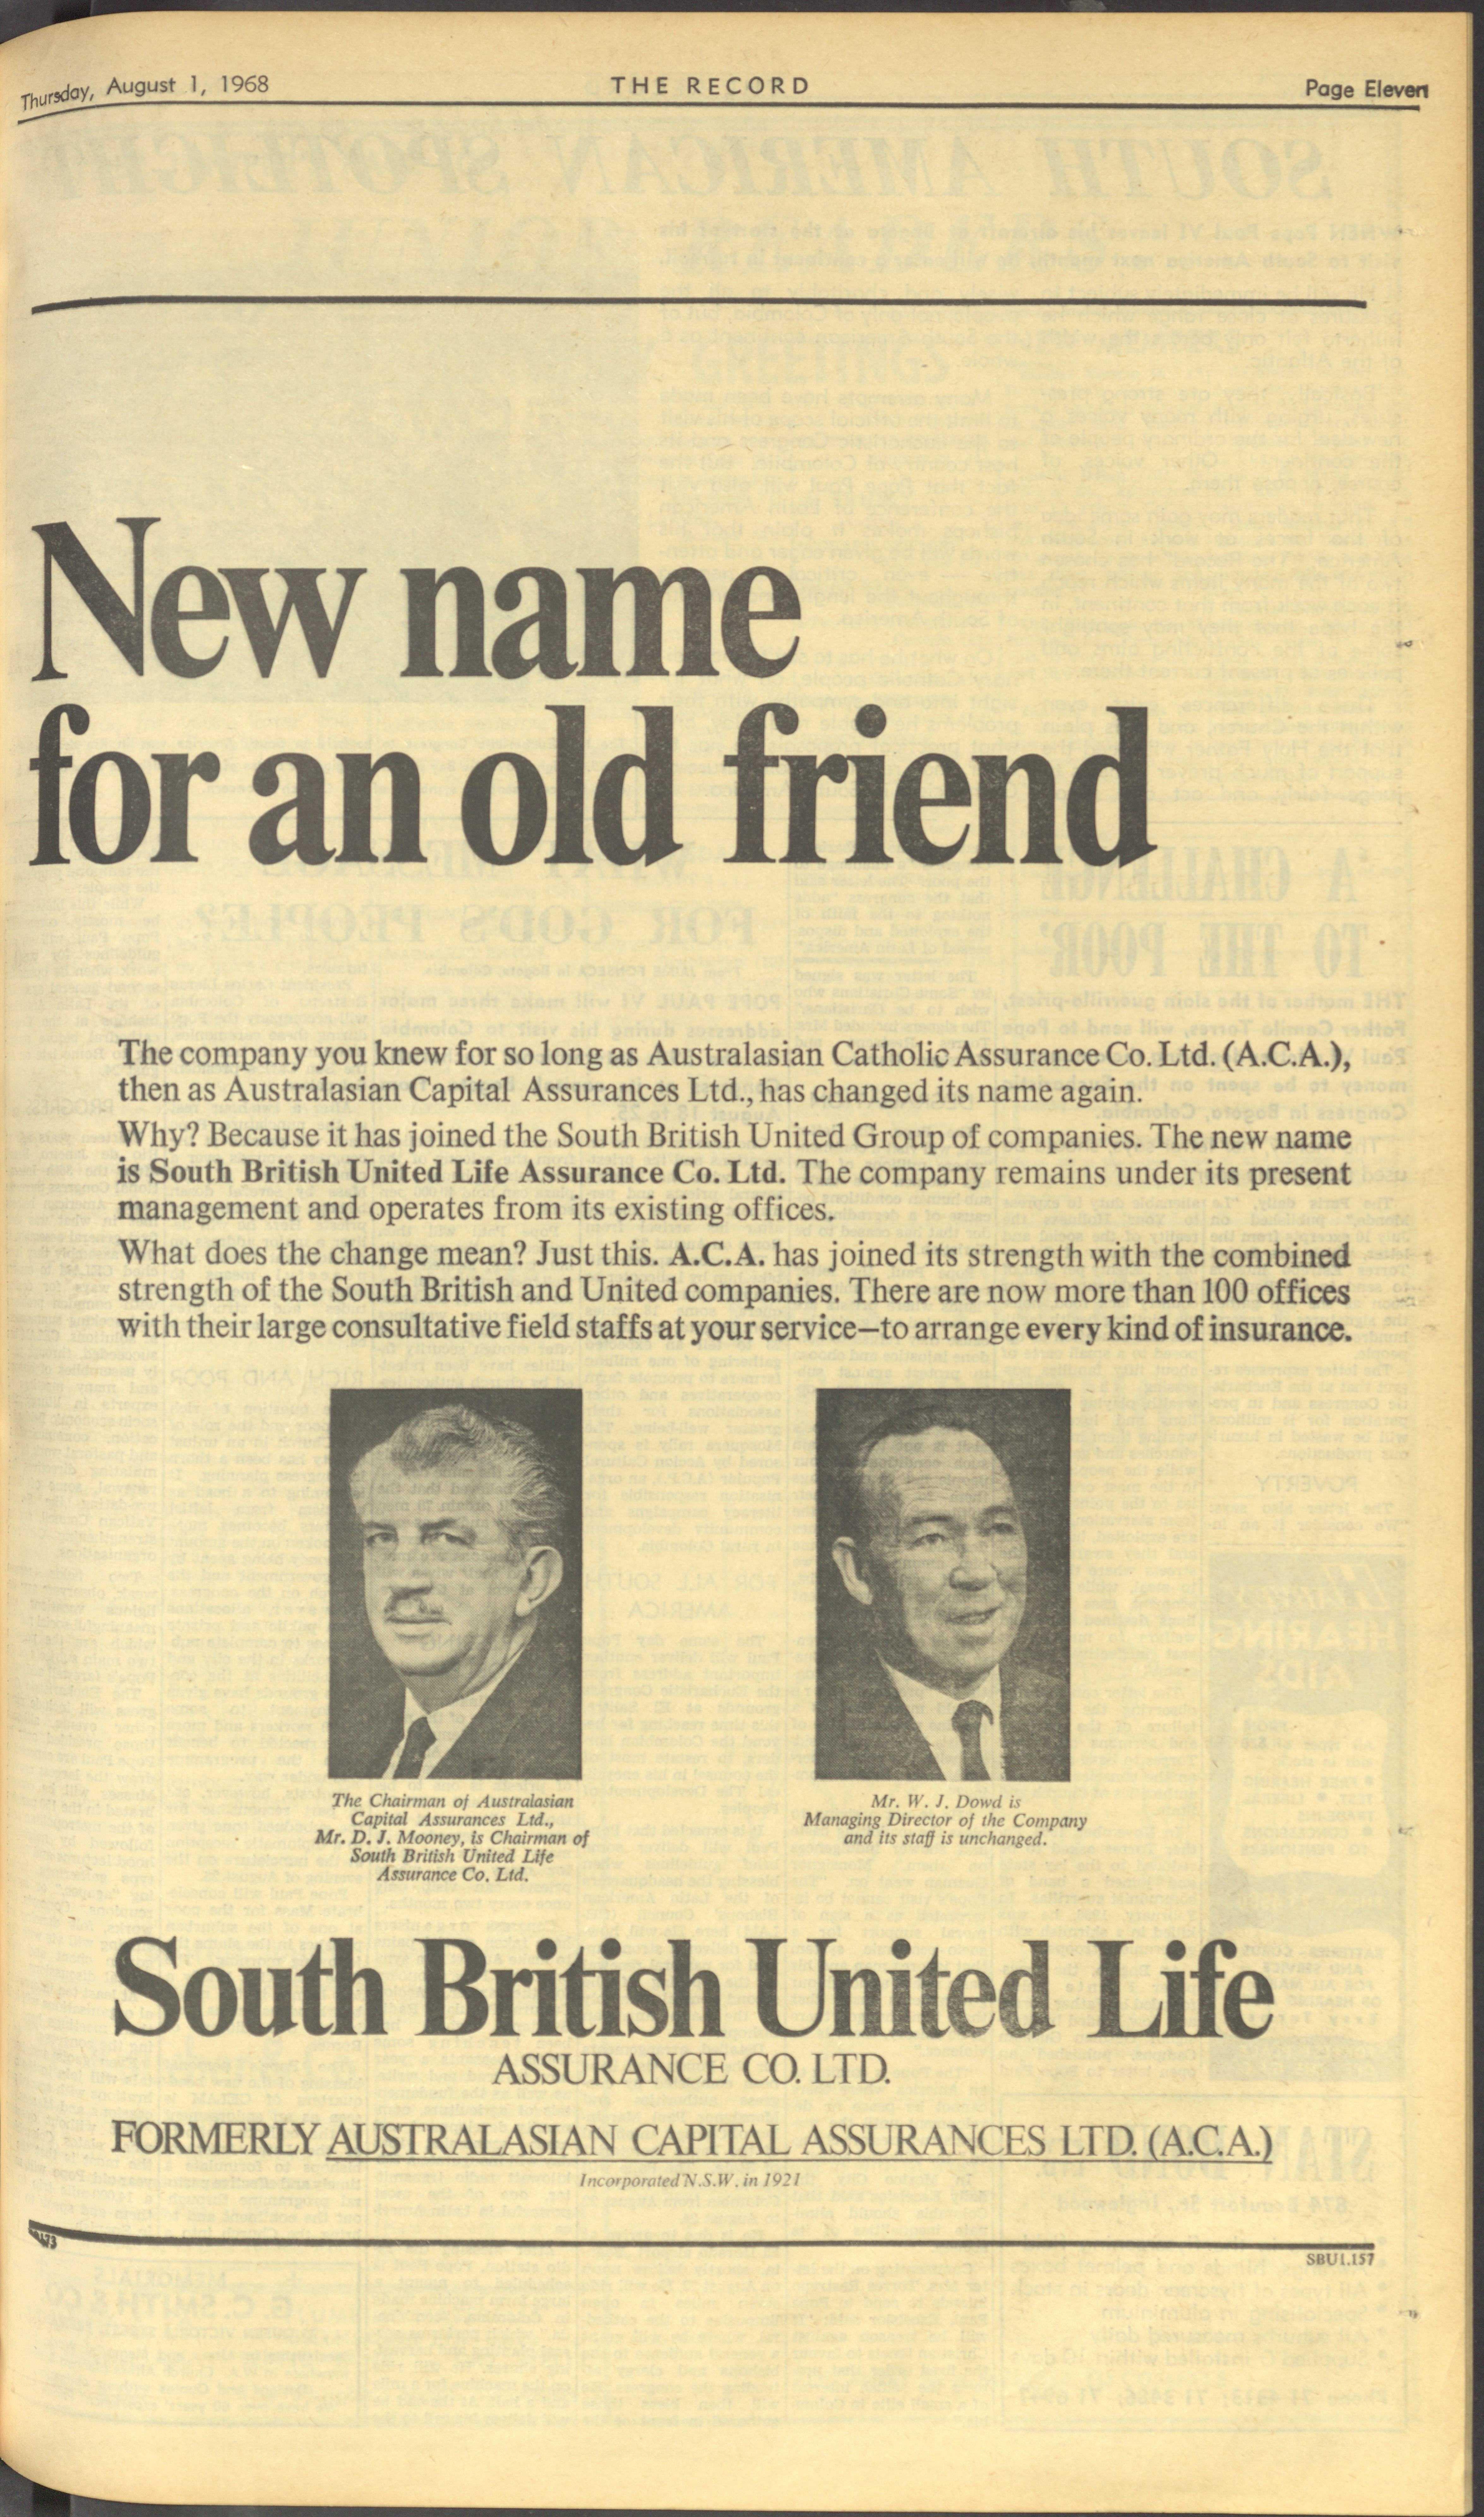 Thursday, August 1, 1968 THE RECORD Page Eleven
New name
for an old friend
The company you knew for so long as Australasian Catholic Assurance Co. Ltd. (A.C.A.),
then as Australasian Capital Assurances Ltd., has changed its name again.
Why? Because it has joined the South British United Group of companies. The new name
is South British United Life Assurance Co. Ltd. The company remains under its present
management and operates from its existing offices.
What does the change mean? Just this. A.C.A. has joined its strength with the combined
strength of the South British and United companies. There are now more than 100 offices
with their large consultative field staffs at your service—to arrange every kind of insurance.
The Chairman of Australasian
Capital Assurances Ltd.,
Mr. D. J. Mooney, is Chairman of
South British United Life
Assurance Co. Ltd.
Mr. W. J. Dowd is
Managing Director of the Company
and its staff is unchanged.
South British United Life
ASSURANCE CO. LTD.
FORMERLY AUSTRALASIAN CAPITAL ASSURANCES LTD. (A.C.A.)
Incorporated N.S.W. in 1921
SBU1.157